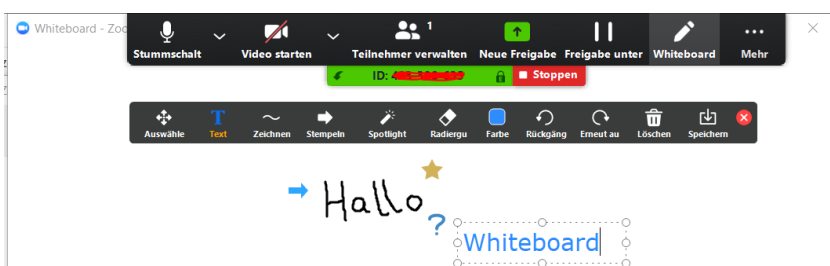 Whiteboard - Zoo
Stummschalt Video starten Teilnehmer verwalten 1 Neue Freigabe Freigabe unter Whiteboard Mehr
ID: Stoppen
Auswähle Text Zeichnen Stempeln Spotlight Radiergu Farbe Rückgäng Erneut au Löschen Speichern
Hallo
?
Whiteboard